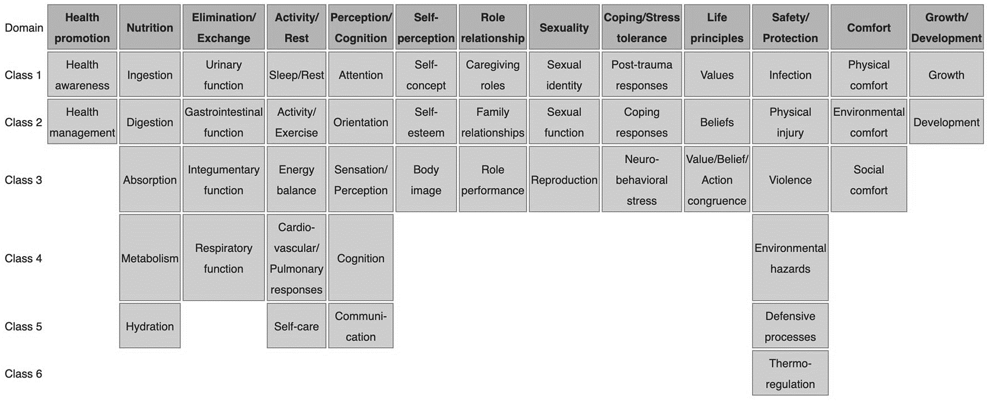 Domain
Health
promotion
Nutrition
Elimination/
Exchange
Activity/
Rest
Perception/
Cognition
Self-
perception
Role
relationship
Sexuality
Coping/Stress
tolerance
Life
principles
Safety/
Protection
Comfort
Growth/
Development
Class 1
Health
awareness
Ingestion
Urinary
function
Sleep/Rest
Attention
Self-
concept
Caregiving
roles
Sexual
identity
Post-trauma
responses
Values
Infection
Physical
comfort
Growth
Class 2
Health
management
Digestion
Gastrointestinal
function
Activity/
Exercise
Orientation
Self-
esteem
Family
relationships
Sexual
function
Coping
responses
Beliefs
Physical
injury
Environmental
comfort
Development
Class 3
Absorption
Integumentary
function
Energy
balance
Sensation/
Perception
Body
image
Role
performance
Reproduction
Neuro-
behavioral
stress
Value/Belief/
Action
congruence
Violence
Social
comfort
Class 4
Metabolism
Respiratory
function
Cardio-
vascular/
Pulmonary
responses
Cognition
Environmental
hazards
Class 5
Hydration
Self-care
Communi-
cation
Defensive
processes
Class 6
Thermo-
regulation